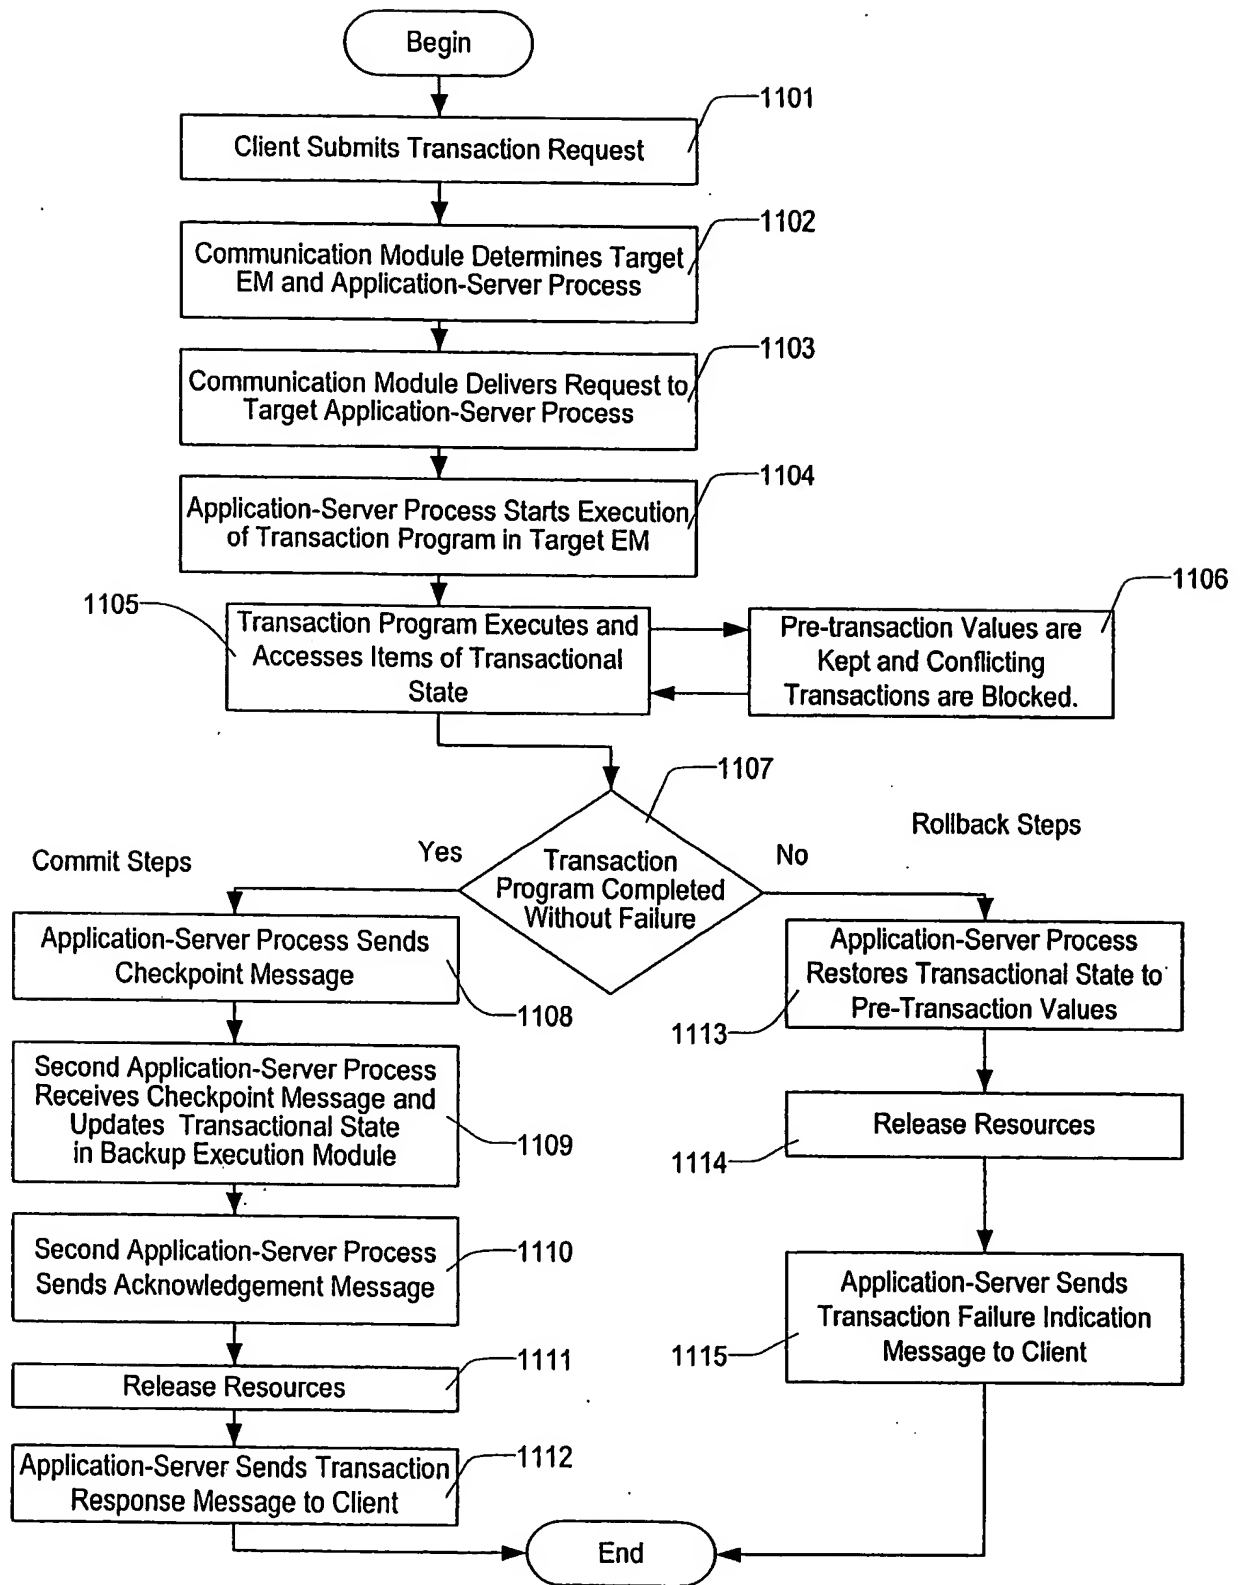 Begin
1101
Client Submits Transaction Request
1102
Communication Module Determines Target
EM and Application-Server Process
1103
Communication Module Delivers Request to
Target Application-Server Process
1104
Application-Server Process Starts Execution
of Transaction Program in Target EM
1105
Transaction Program Executes and
Accesses Items of Transactional
State
1106
Pre-transaction Values are
Kept and Conflicting
Transactions are Blocked.
1107
Transaction
Program Completed
Without Failure
Yes
No
Commit Steps
Rollback Steps
Application-Server Process Sends
Checkpoint Message
1108
Second Application-Server Process
Receives Checkpoint Message and
Updates Transactional State
in Backup Execution Module
1109
Second Application-Server Process
Sends Acknowledgement Message
1110
Release Resources
1111
Application-Server Sends Transaction
Response Message to Client
1112
Application-Server Process
Restores Transactional State to
Pre-Transaction Values
1113
Release Resources
1114
Application-Server Sends
Transaction Failure Indication
Message to Client
1115
End